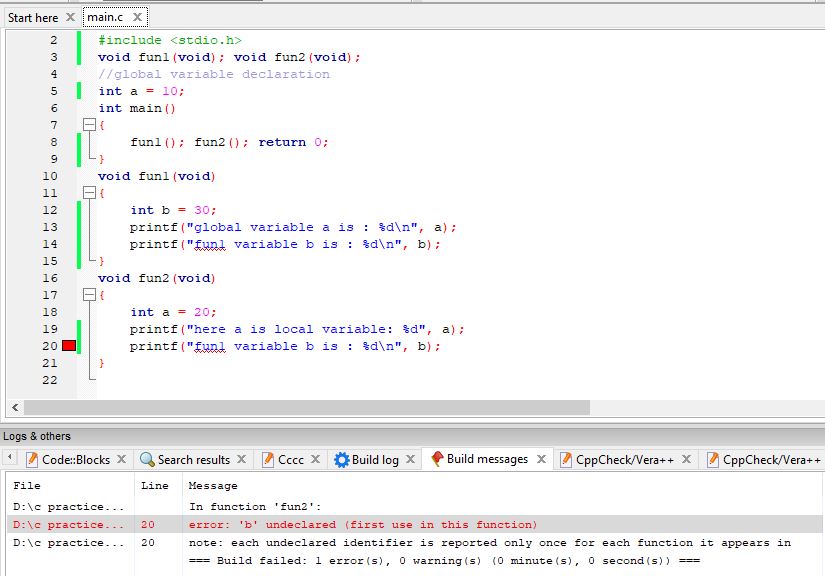 Start here X main.c X
2 #include <stdio.h>
3 void fun1(void); void fun2(void);
4 //global variable declaration
5 int a = 10;
6 int main()
7 {
8 fun1(); fun2(); return 0;
9 }
10 void fun1(void)
11 {
12 int b = 30;
13 printf("global variable a is : %d\n", a);
14 printf("fun1 variable b is : %d\n", b);
15 }
16 void fun2(void)
17 {
18 int a = 20;
19 printf("here a is local variable: %d", a);
20 printf("fun1 variable b is : %d\n", b);
21 }
22
Logs & others
Code::Blocks X Search results X Cccc X Build log X Build messages X CppCheck/Vera++ X CppCheck/Vera++
File Line Message
D:\c practice... In function 'fun2':
D:\c practice... 20 error: 'b' undeclared (first use in this function)
D:\c practice... 20 note: each undeclared identifier is reported only once for each function it appears in
=== Build failed: 1 error(s), 0 warning(s) (0 minute(s), 0 second(s)) ===